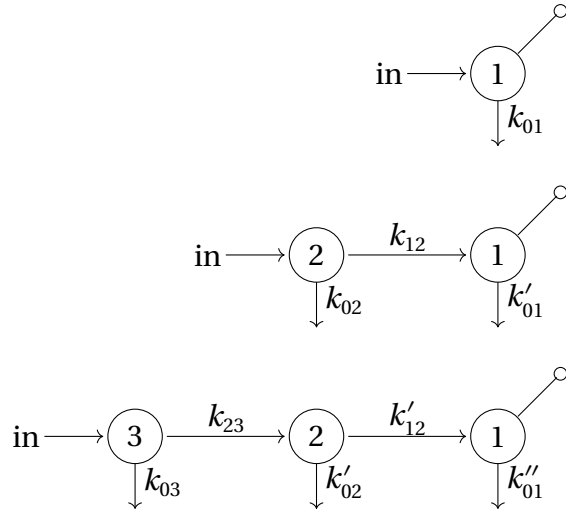 in 1
k₀₁
in 2 k₁₂ 1
k₀₂ k′₀₁
in 3 k₂₃ 2 k′₁₂ 1
k₀₃ k′₀₂ k″₀₁